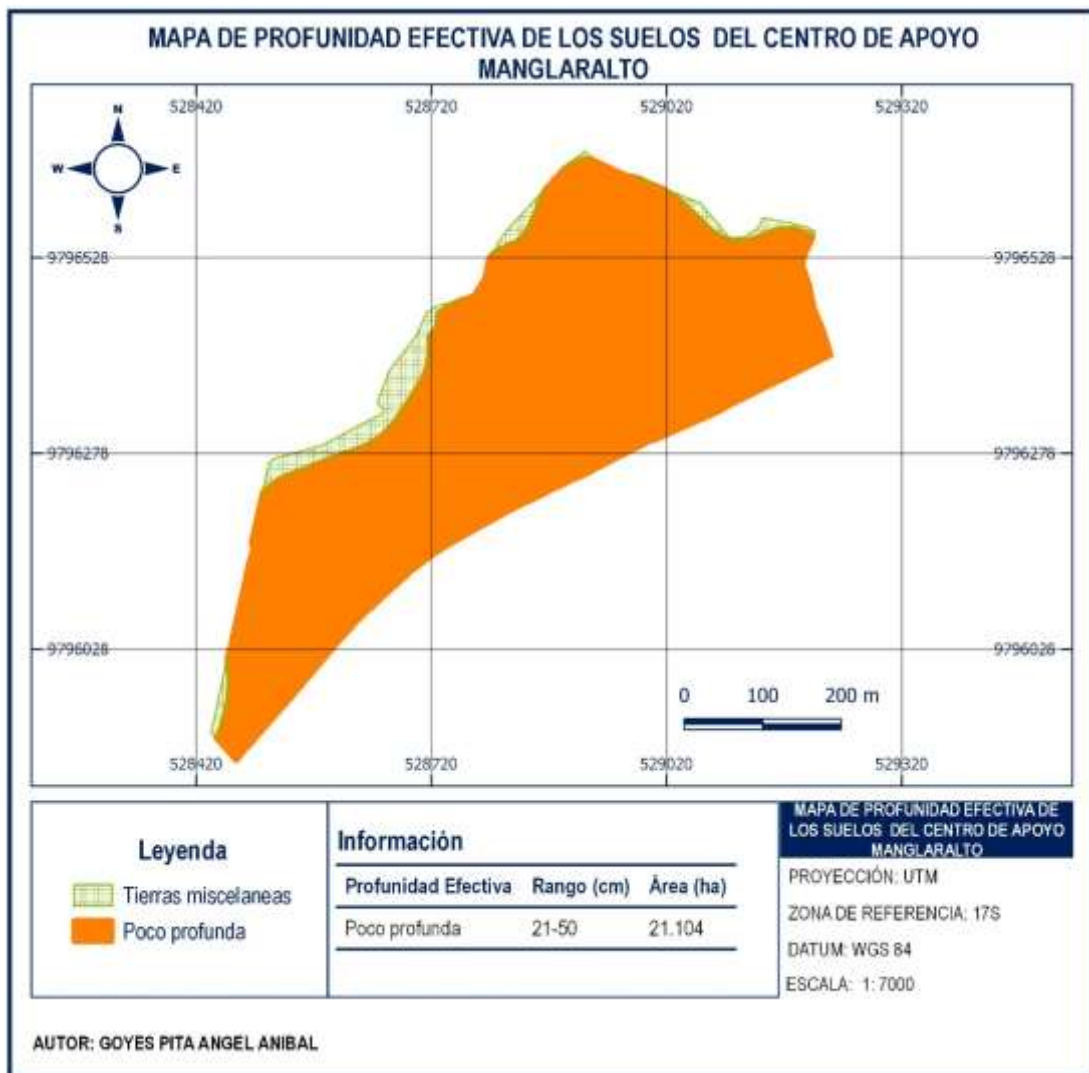 MAPA DE PROFUNIDAD EFECTIVA DE LOS SUELOS DEL CENTRO DE APOYO
MANGLARALTO
528420 528720 529020 529320
N
W E
S
9796528 9796528
9796278 9796278
9796028 9796028
0 100 200 m
528420 528720 529020 529320
Leyenda
Tierras miscelaneas
Poco profunda
Información
Profunidad Efectiva Rango (cm) Área (ha)
Poco profunda 21-50 21.104
MAPA DE PROFUNIDAD EFECTIVA DE
LOS SUELOS DEL CENTRO DE APOYO
MANGLARALTO
PROYECCIÓN: UTM
ZONA DE REFERENCIA: 17S
DATUM: WGS 84
ESCALA: 1: 7000
AUTOR: GOYES PITA ANGEL ANIBAL